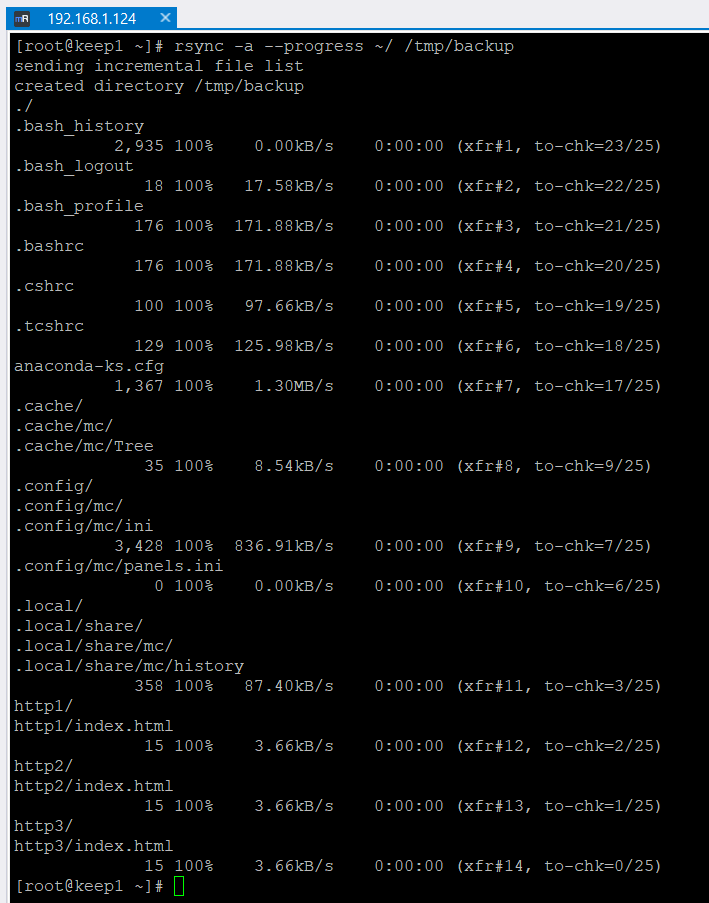 mR 192.168.1.124 ✕
[root@keep1 ~]# rsync -a --progress ~/ /tmp/backup
sending incremental file list
created directory /tmp/backup
./
.bash_history
          2,935 100%    0.00kB/s    0:00:00 (xfr#1, to-chk=23/25)
.bash_logout
             18 100%   17.58kB/s    0:00:00 (xfr#2, to-chk=22/25)
.bash_profile
            176 100%  171.88kB/s    0:00:00 (xfr#3, to-chk=21/25)
.bashrc
            176 100%  171.88kB/s    0:00:00 (xfr#4, to-chk=20/25)
.cshrc
            100 100%   97.66kB/s    0:00:00 (xfr#5, to-chk=19/25)
.tcshrc
            129 100%  125.98kB/s    0:00:00 (xfr#6, to-chk=18/25)
anaconda-ks.cfg
          1,367 100%    1.30MB/s    0:00:00 (xfr#7, to-chk=17/25)
.cache/
.cache/mc/
.cache/mc/Tree
             35 100%    8.54kB/s    0:00:00 (xfr#8, to-chk=9/25)
.config/
.config/mc/
.config/mc/ini
          3,428 100%  836.91kB/s    0:00:00 (xfr#9, to-chk=7/25)
.config/mc/panels.ini
              0 100%    0.00kB/s    0:00:00 (xfr#10, to-chk=6/25)
.local/
.local/share/
.local/share/mc/
.local/share/mc/history
            358 100%   87.40kB/s    0:00:00 (xfr#11, to-chk=3/25)
http1/
http1/index.html
             15 100%    3.66kB/s    0:00:00 (xfr#12, to-chk=2/25)
http2/
http2/index.html
             15 100%    3.66kB/s    0:00:00 (xfr#13, to-chk=1/25)
http3/
http3/index.html
             15 100%    3.66kB/s    0:00:00 (xfr#14, to-chk=0/25)
[root@keep1 ~]#